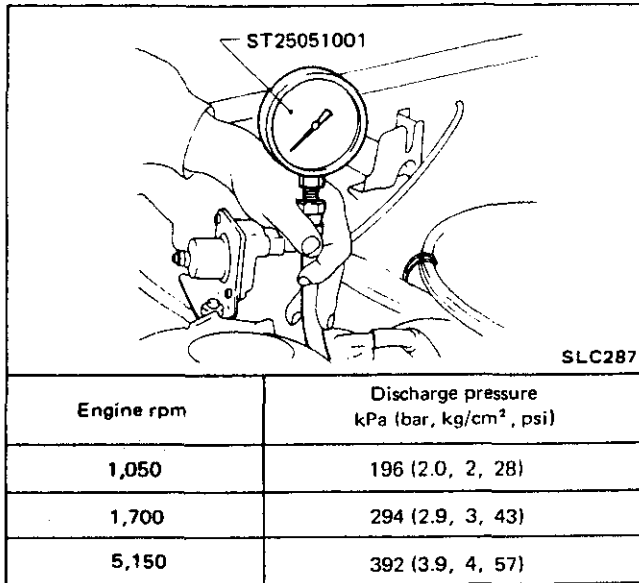 ST25051001
SLC287
Engine rpm
Discharge pressure
kPa (bar, kg/cm², psi)
1,050
196 (2.0, 2, 28)
1,700
294 (2.9, 3, 43)
5,150
392 (3.9, 4, 57)